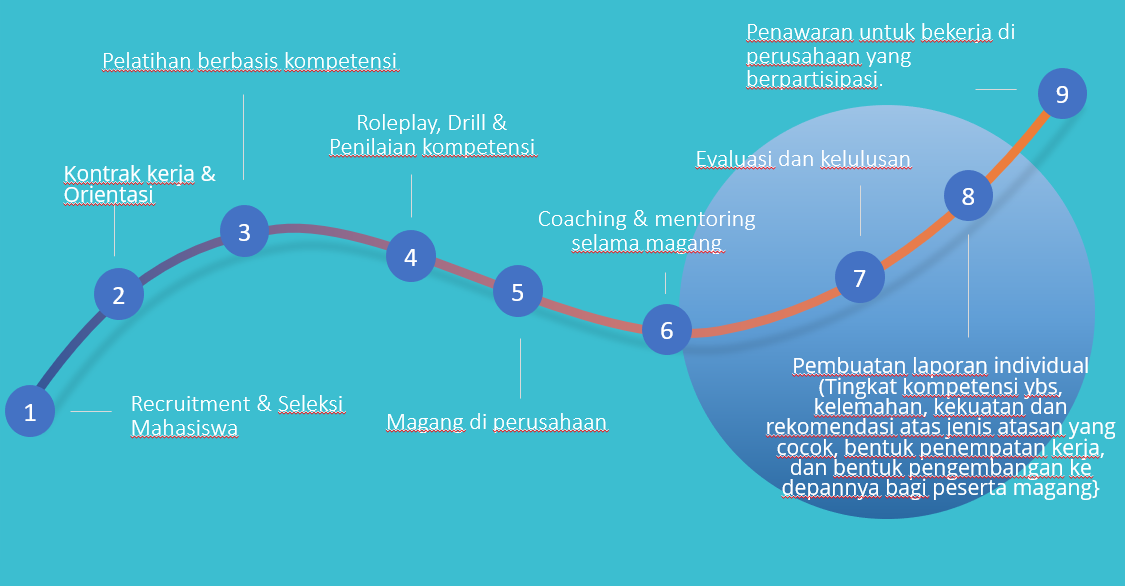 1
Recruitment & Seleksi
Mahasiswa
2
Kontrak kerja &
Orientasi
3
Pelatihan berbasis kompetensi
4
Roleplay, Drill &
Penilaian kompetensi
5
Magang di perusahaan
6
Coaching & mentoring
selama magang
7
Evaluasi dan kelulusan
8
Pembuatan laporan individual
(Tingkat kompetensi ybs,
kelemahan, kekuatan dan
rekomendasi atas jenis atasan yang
cocok, bentuk penempatan kerja,
dan bentuk pengembangan ke
depannya bagi peserta magang}
9
Penawaran untuk bekerja di
perusahaan yang
berpartisipasi.